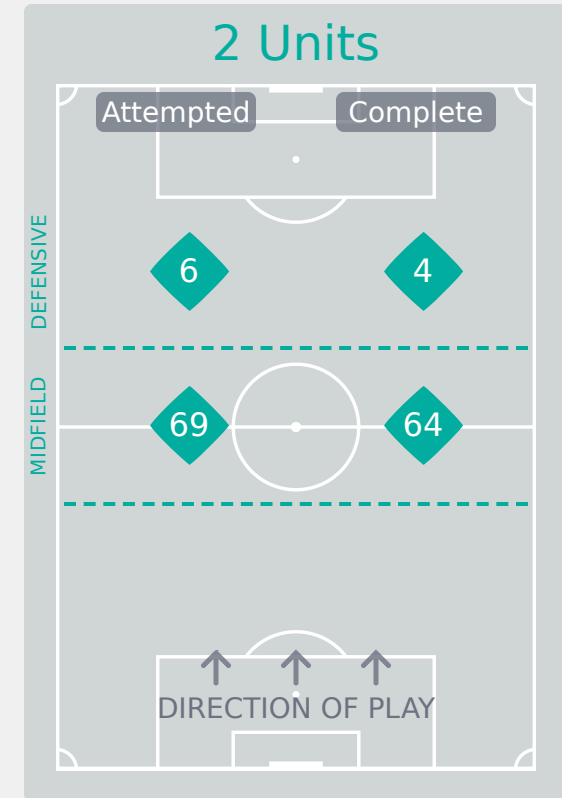 2 Units
Attempted Complete
DEFENSIVE
6 4
MIDFIELD
69 64
DIRECTION OF PLAY